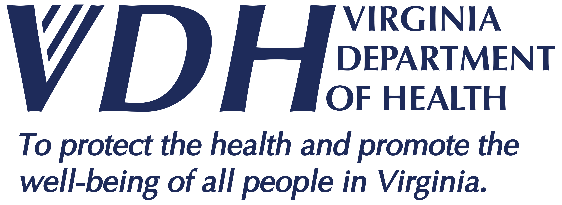 VDH
VIRGINIA
DEPARTMENT
OF HEALTH
To protect the health and promote the
well-being of all people in Virginia.